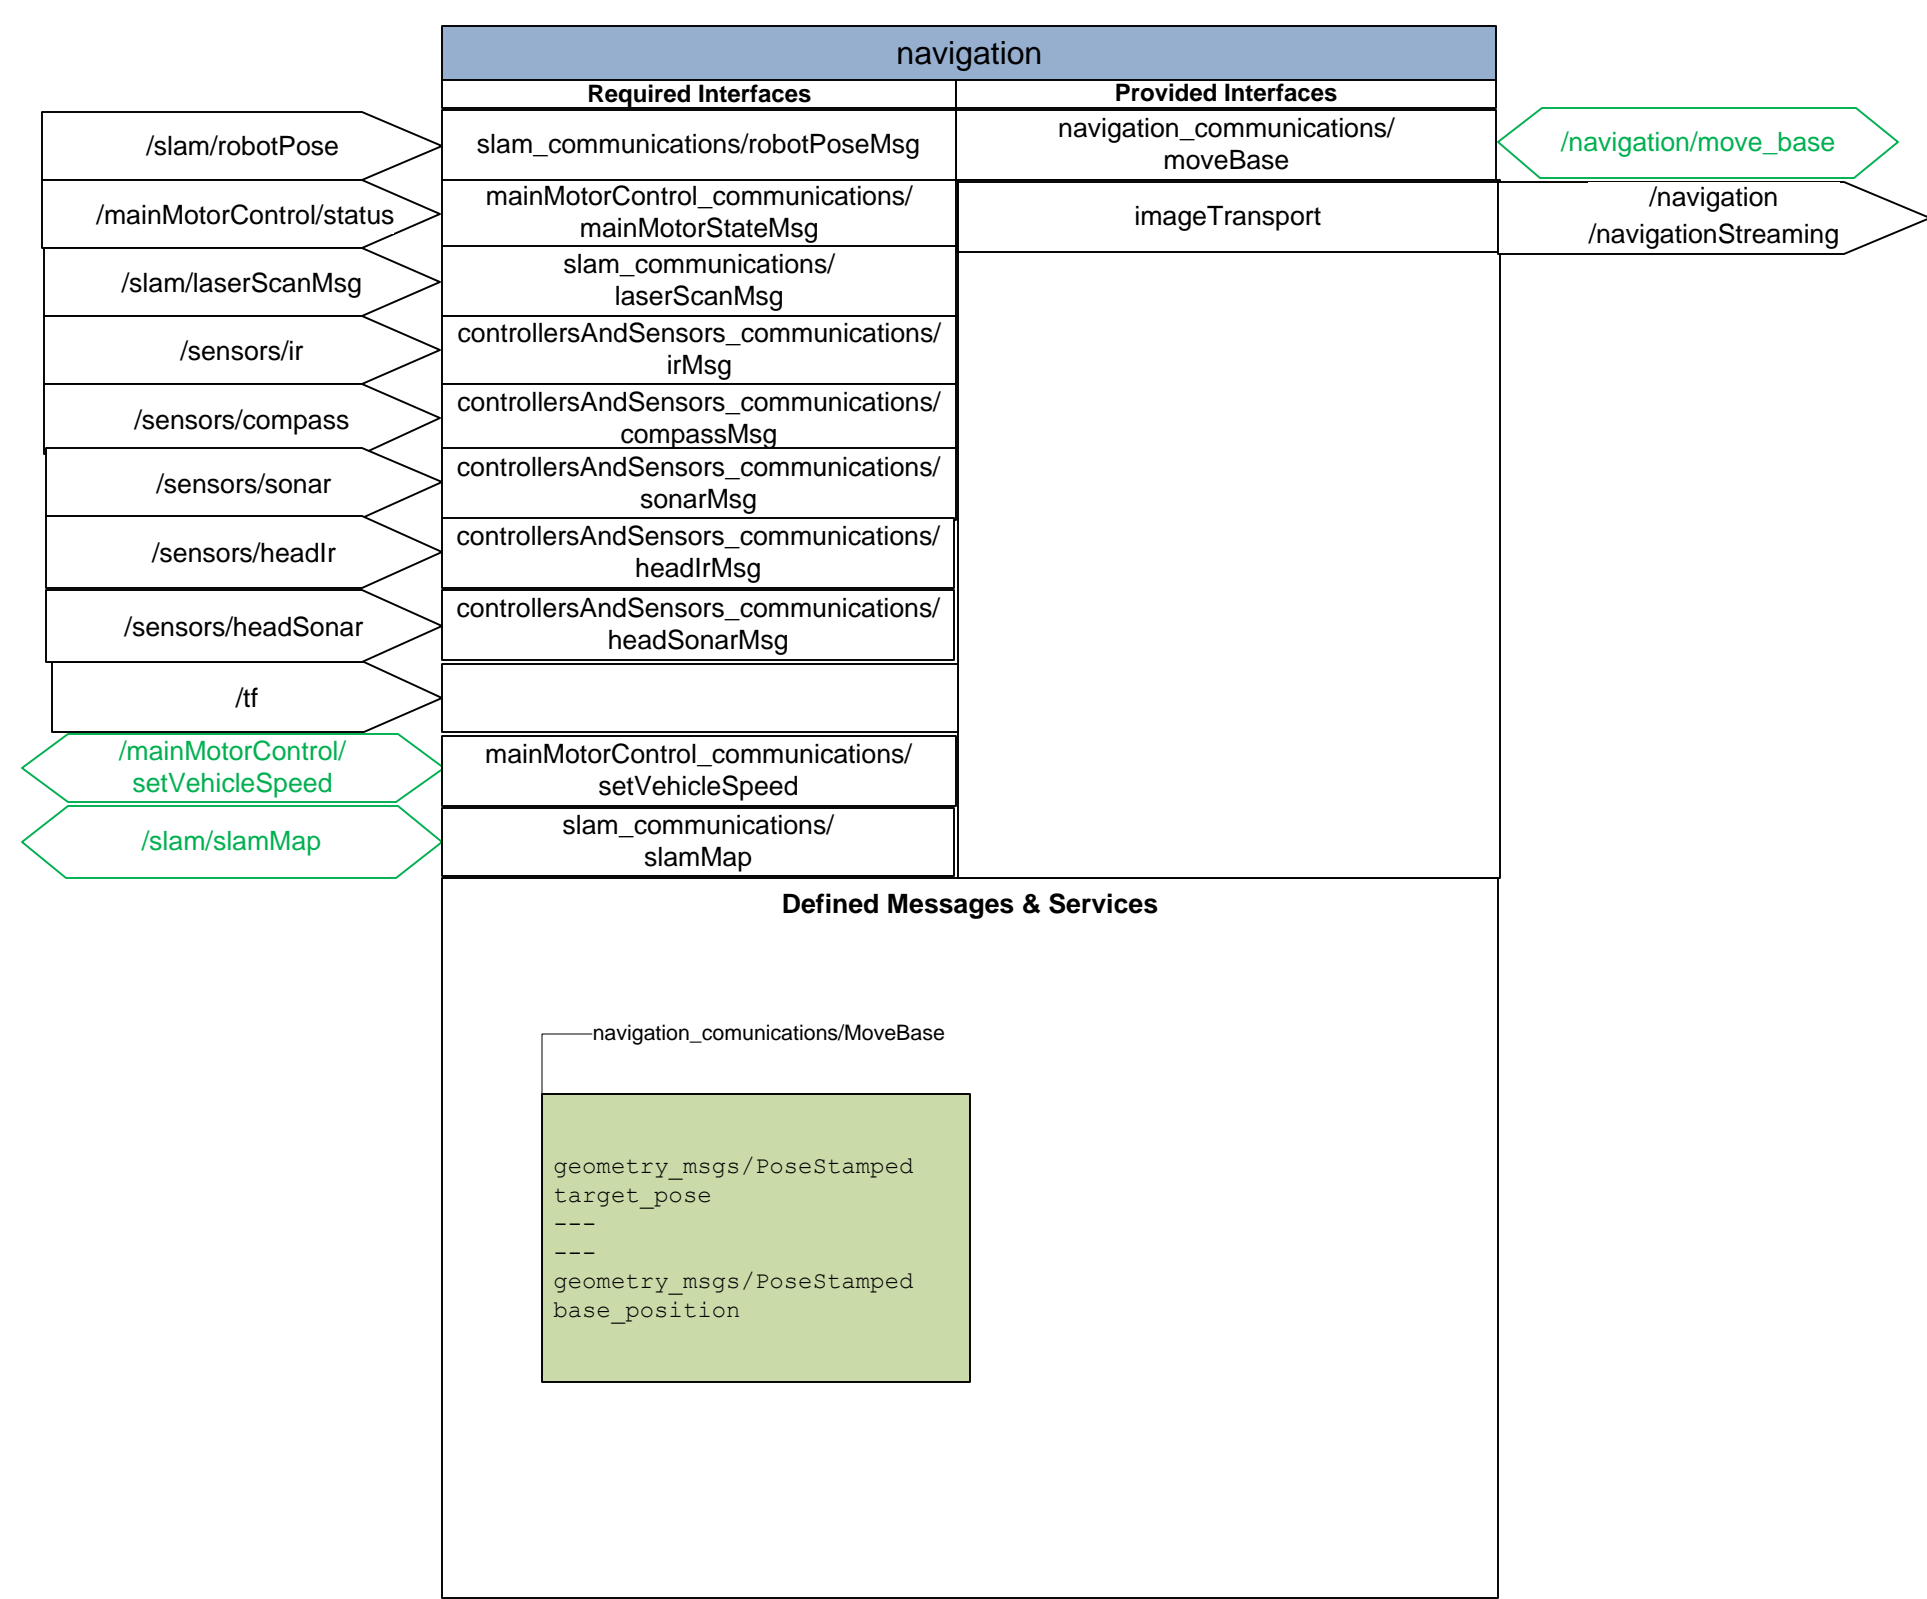 navigation
Required Interfaces
Provided Interfaces
/slam/robotPose
slam_communications/robotPoseMsg
navigation_communications/
moveBase
/navigation/move_base
/mainMotorControl/status
mainMotorControl_communications/
mainMotorStateMsg
imageTransport
/navigation
/navigationStreaming
/slam/laserScanMsg
slam_communications/
laserScanMsg
/sensors/ir
controllersAndSensors_communications/
irMsg
/sensors/compass
controllersAndSensors_communications/
compassMsg
/sensors/sonar
controllersAndSensors_communications/
sonarMsg
/sensors/headIr
controllersAndSensors_communications/
headIrMsg
/sensors/headSonar
controllersAndSensors_communications/
headSonarMsg
/tf
/mainMotorControl/
setVehicleSpeed
mainMotorControl_communications/
setVehicleSpeed
/slam/slamMap
slam_communications/
slamMap
Defined Messages & Services
navigation_comunications/MoveBase
geometry_msgs/PoseStamped
target_pose
---
---
geometry_msgs/PoseStamped
base_position